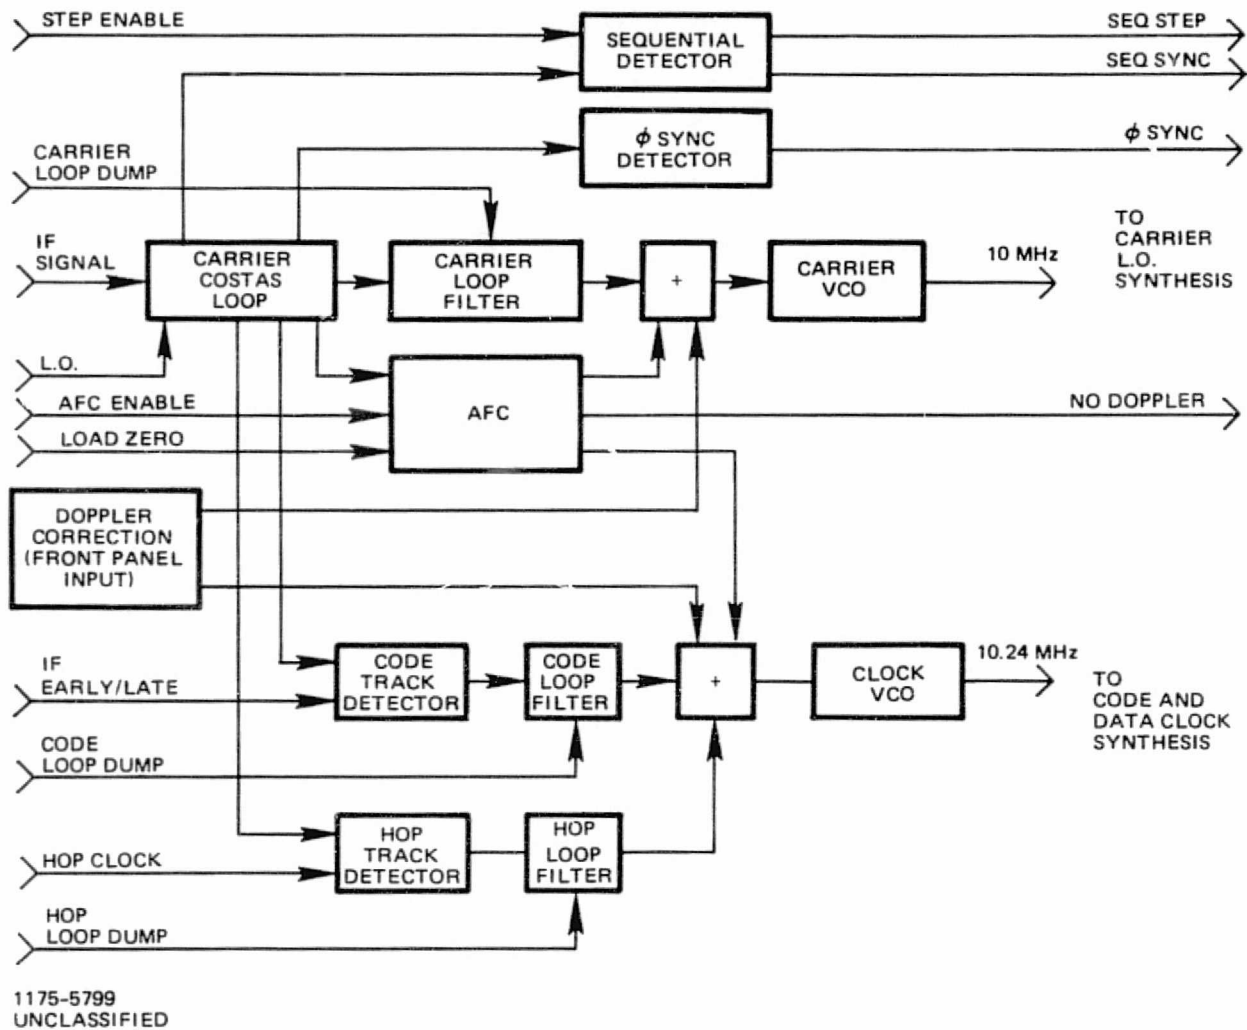 STEP ENABLE
SEQUENTIAL
DETECTOR
SEQ STEP
SEQ SYNC
CARRIER
LOOP DUMP
ϕ SYNC
DETECTOR
ϕ SYNC
IF
SIGNAL
CARRIER
COSTAS
LOOP
CARRIER
LOOP
FILTER
+
CARRIER
VCO
10 MHz
TO
CARRIER
L.O.
SYNTHESIS
L.O.
AFC ENABLE
LOAD ZERO
AFC
NO DOPPLER
DOPPLER
CORRECTION
(FRONT PANEL
INPUT)
IF
EARLY/LATE
CODE
TRACK
DETECTOR
CODE
LOOP
FILTER
+
CLOCK
VCO
10.24 MHz
TO
CODE AND
DATA CLOCK
SYNTHESIS
CODE
LOOP DUMP
HOP CLOCK
HOP
TRACK
DETECTOR
HOP
LOOP
FILTER
HOP
LOOP DUMP
1175-5799
UNCLASSIFIED